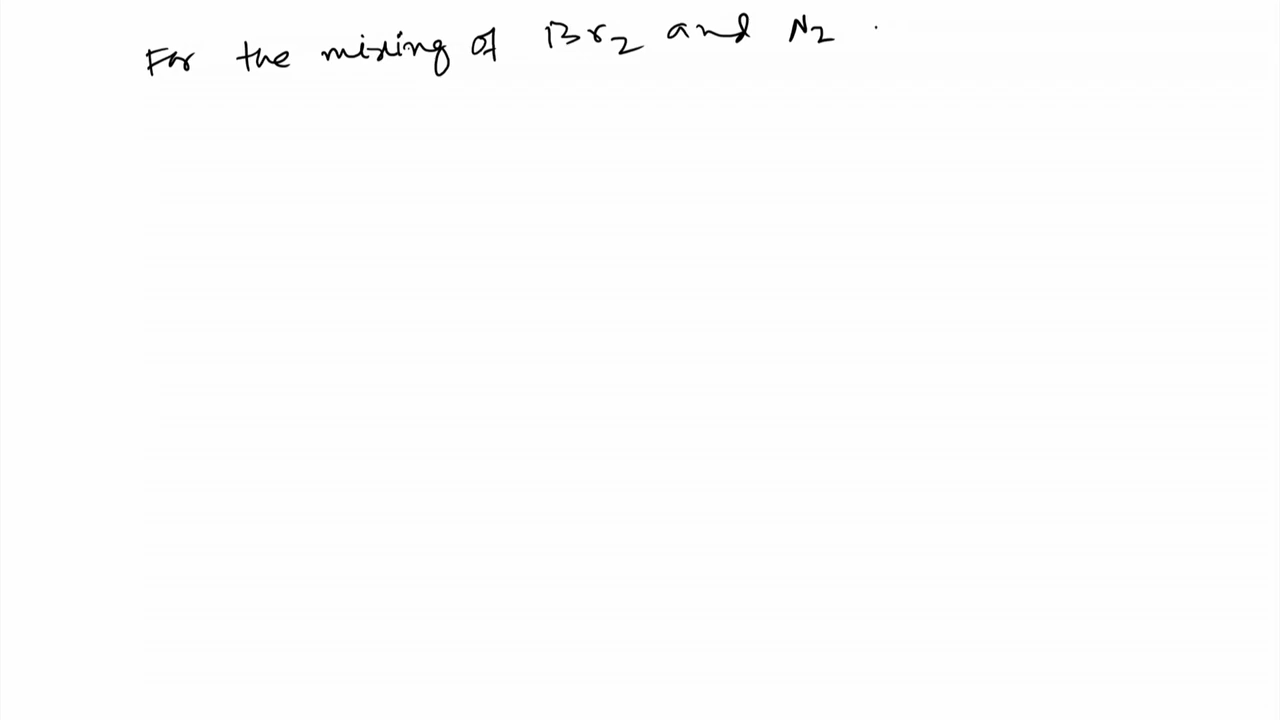 For the mixing of Br₂ and N₂